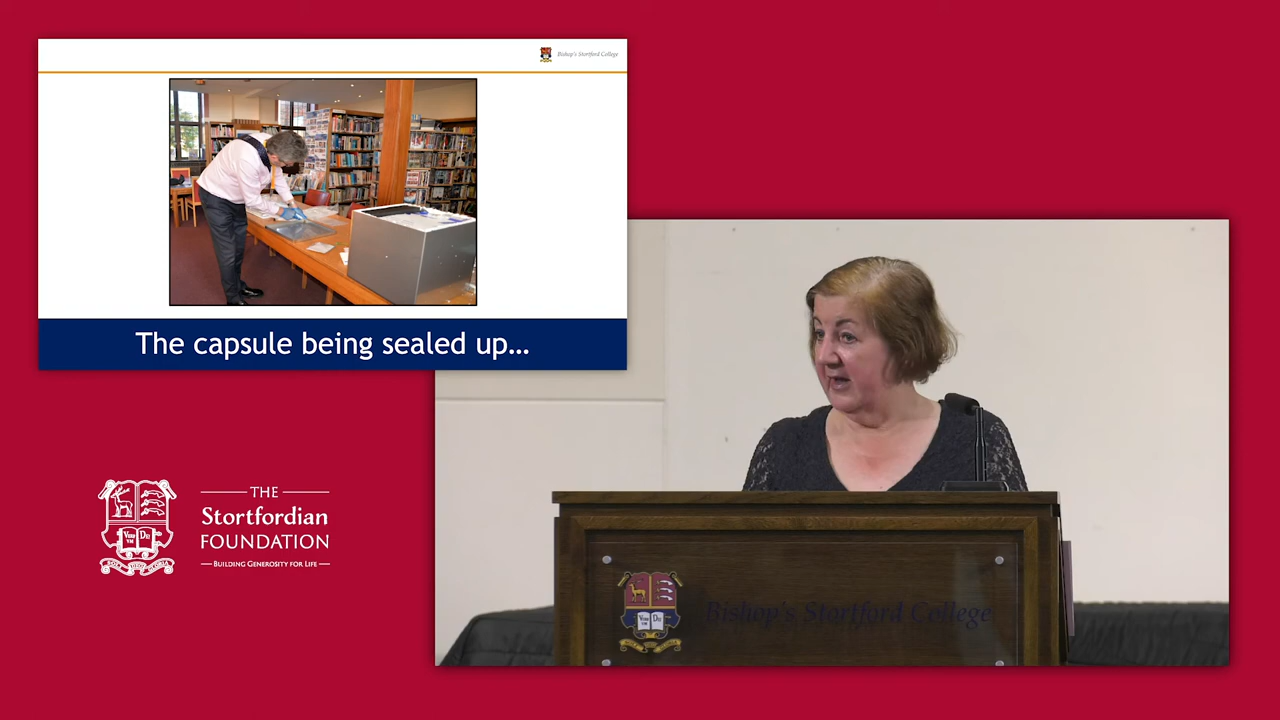 Bishop's Stortford College
The capsule being sealed up...
THE
Stortfordian
FOUNDATION
BUILDING GENEROSITY FOR LIFE
Bishop's Stortford College